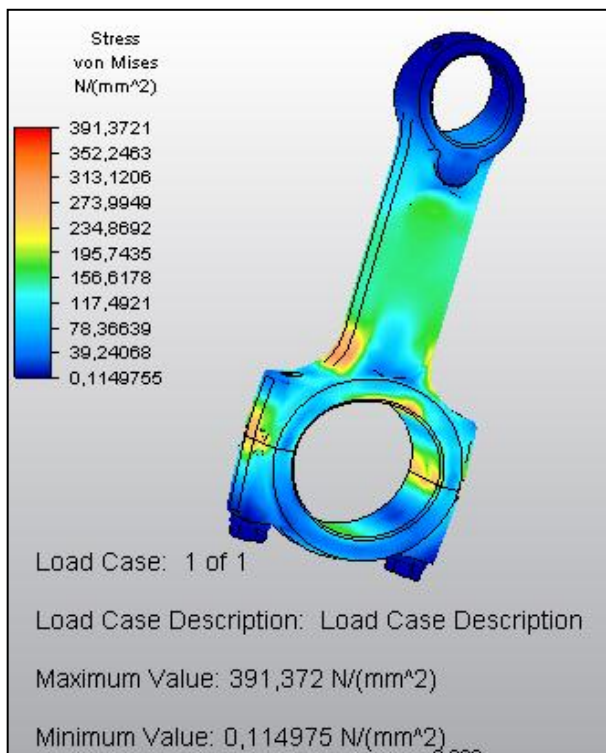 Stress
von Mises
N/(mm^2)
391,3721
352,2463
313,1206
273,9949
234,8692
195,7435
156,6178
117,4921
78,36639
39,24068
0,1149755
Load Case: 1 of 1
Load Case Description: Load Case Description
Maximum Value: 391,372 N/(mm^2)
Minimum Value: 0,114975 N/(mm^2)